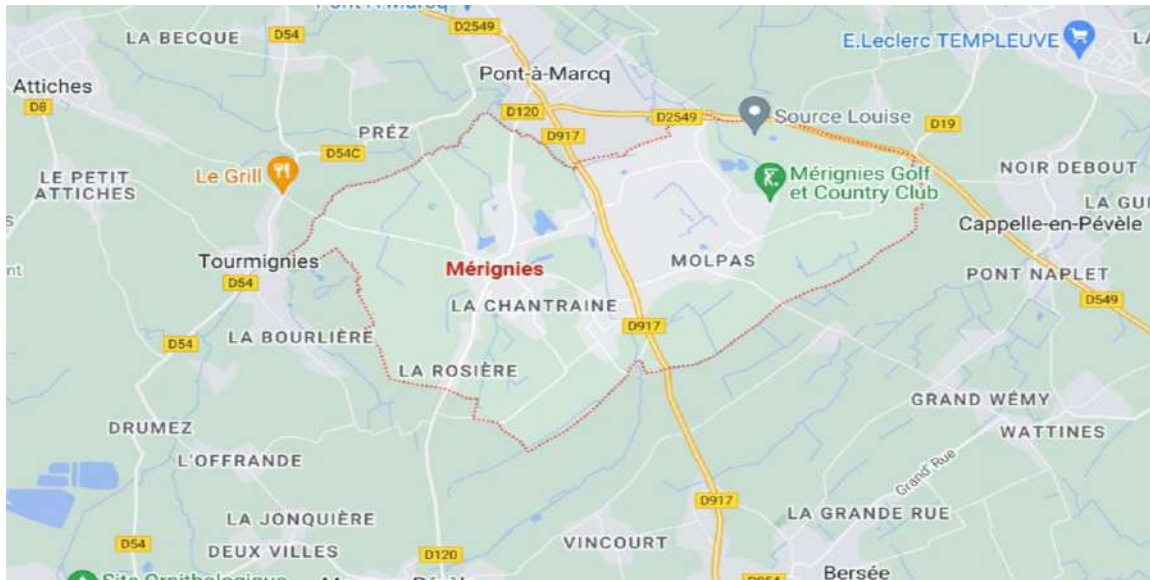 D2549
LA BECQUE
D54
E.Leclerc TEMPLEUVE
Attiches
Pont-à-Marcq
D8
D120
D2549
Source Louise
D19
PRÉZ
D917
D54C
LE PETIT
ATTICHES
Le Grill
Mérignies Golf
et Country Club
NOIR DEBOUT
Cappelle-en-Pévèle
Tourmignies
Mérignies
MOLPAS
PONT NAPLET
D54
LA CHANTRAINE
D549
D917
LA BOURLIÈRE
D54
LA ROSIÈRE
GRAND WÉMY
DRUMEZ
WATTINES
L'OFFRANDE
Grand' Rue
D917
LA GRANDE RUE
LA JONQUIÈRE
D54
DEUX VILLES
D120
VINCOURT
Bersée
Site Ornithologique